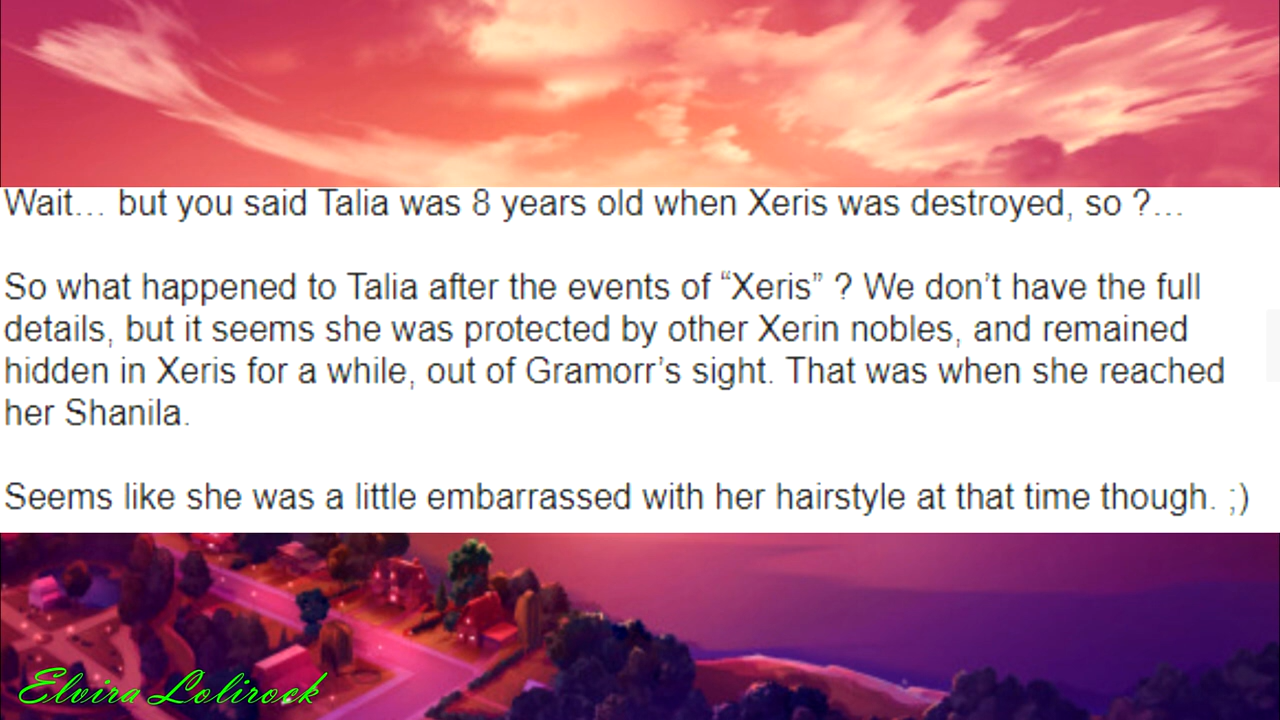 Wait… but you said Talia was 8 years old when Xeris was destroyed, so ?…
So what happened to Talia after the events of “Xeris” ? We don’t have the full
details, but it seems she was protected by other Xerin nobles, and remained
hidden in Xeris for a while, out of Gramorr’s sight. That was when she reached
her Shanila.
Seems like she was a little embarrassed with her hairstyle at that time though. ;)
Elvira Lolirock